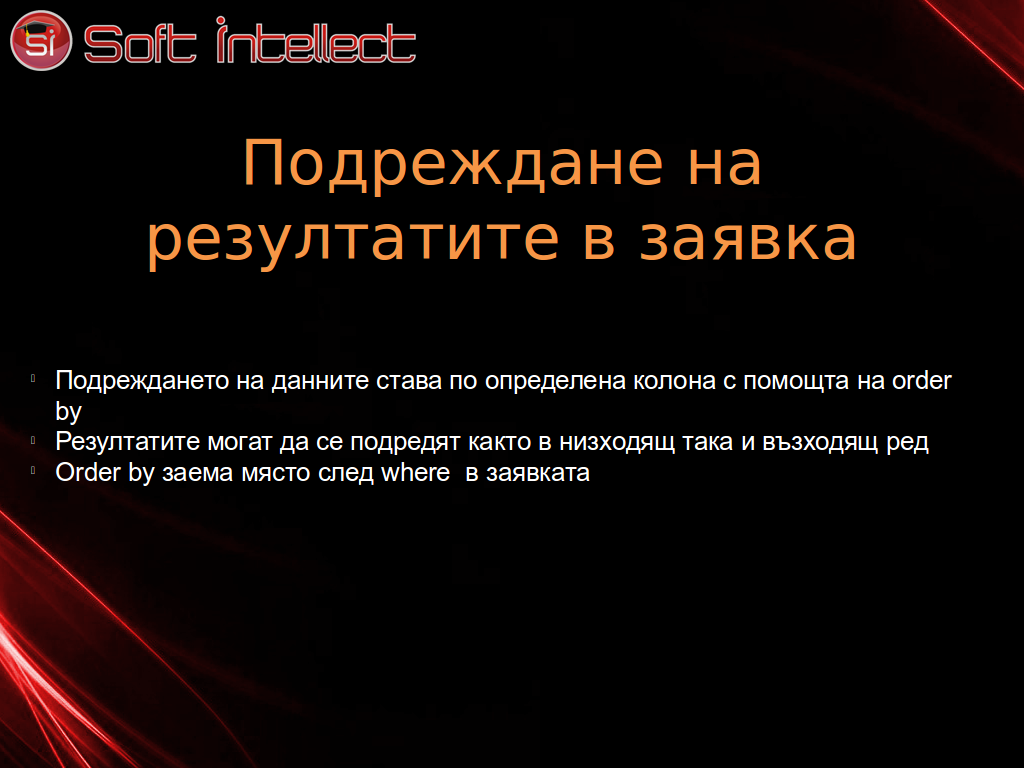 Si Soft intellect
Подреждане на
резултатите в заявка
Подреждането на данните става по определена колона с помощта на order
by
Резултатите могат да се подредят както в низходящ така и възходящ ред
Order by заема място след where  в заявката